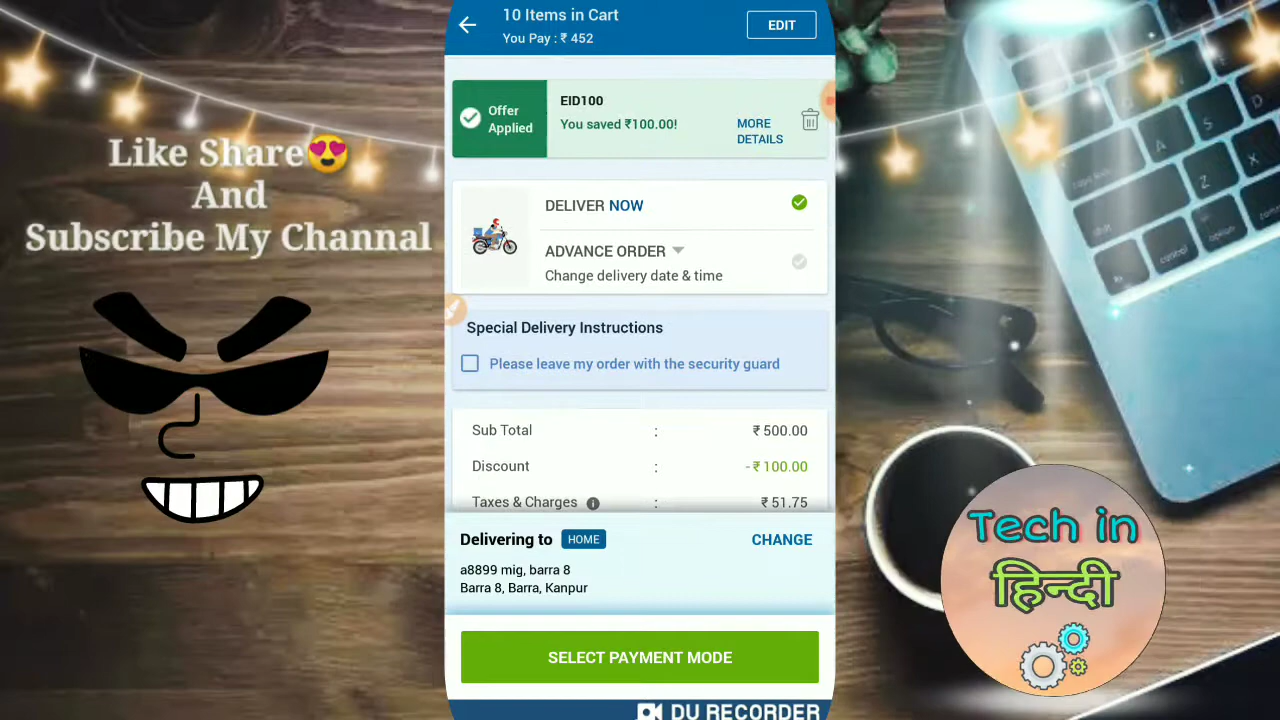 10 Items in Cart
You Pay : ₹ 452
EDIT
Offer
Applied
EID100
You saved ₹100.00!
MORE
DETAILS
DELIVER NOW
ADVANCE ORDER
Change delivery date & time
Special Delivery Instructions
Please leave my order with the security guard
Sub Total : ₹ 500.00
Discount : -₹ 100.00
Taxes & Charges : ₹ 51.75
Delivering to HOME
CHANGE
a8899 mig, barra 8
Barra 8, Barra, Kanpur
SELECT PAYMENT MODE
DU RECORDER
Like Share😍
And
Subscribe My Channal
Tech in
हिन्दी